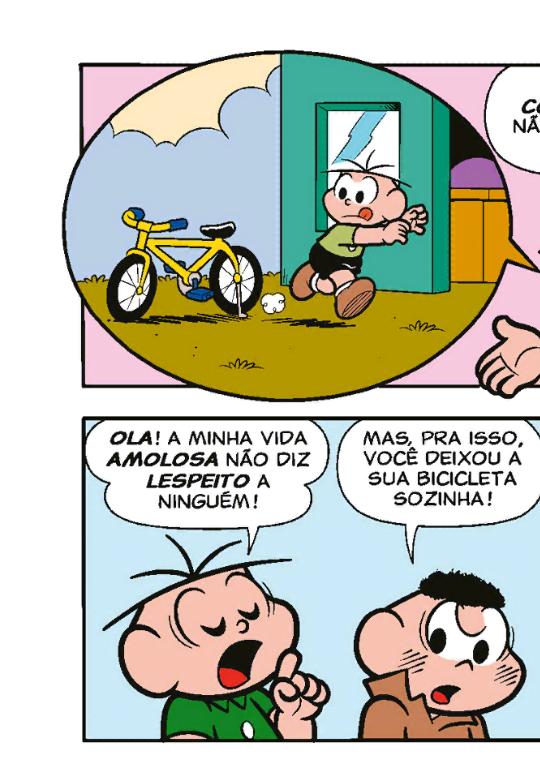 OLA! A MINHA VIDA
AMOLOSA NÃO DIZ
LESPEITO A
NINGUÉM!
MAS, PRA ISSO,
VOCÊ DEIXOU A
SUA BICICLETA
SOZINHA!